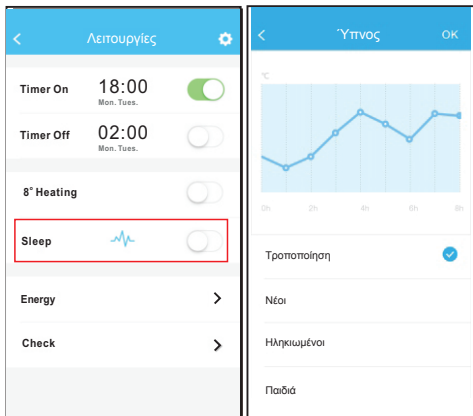 Λειτουργίες
Timer On
18:00
Mon. Tues.
Timer Off
02:00
Mon. Tues.
8° Heating
Sleep
Energy
Check
Ύπνος
OK
℃
0h 2h 4h 6h 8h
Τροποποίηση
Νέοι
Ηληκιωμένοι
Παιδιά